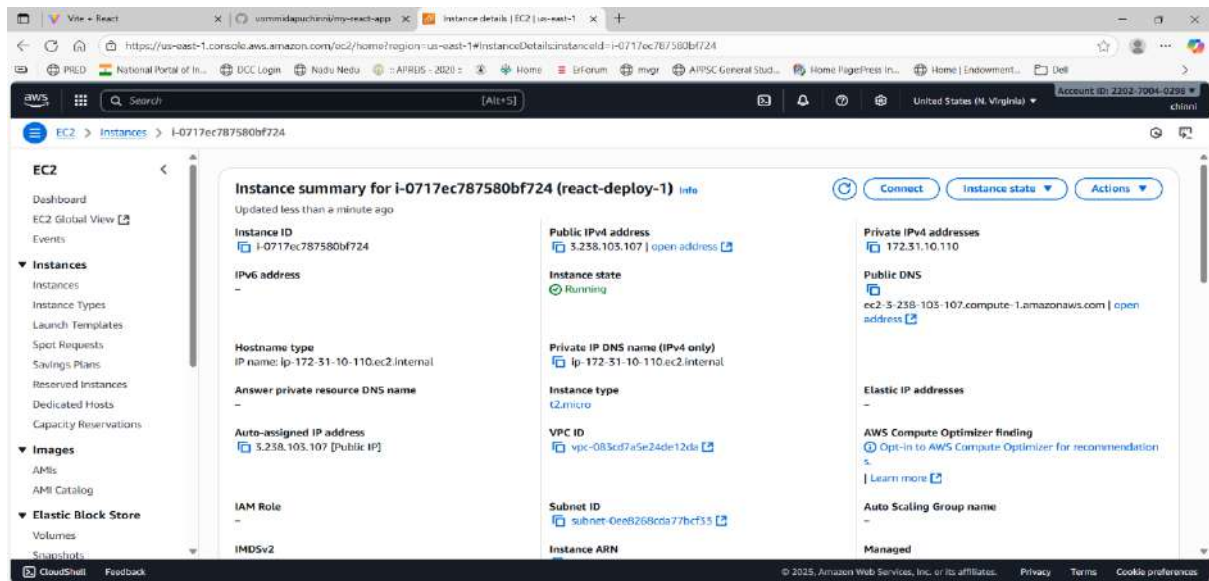 Vite + React
usmmidapuchinni/my-react-app
Instance details | EC2 | us-east-1
https://us-east-1.console.aws.amazon.com/ec2/home?region=us-east-1#InstanceDetails:instanceId=i-0717ec787580bf724
PRED
National Portal of In...
DCC Login
Nadu Nedu
:: APREIS - 2020 ::
Home
BrForum
mvgr
APPSC General Stud...
Home Page:Press In...
Home | Endowment...
Dell
aws
Search
[Alt+S]
United States (N. Virginia)
Account ID: 2202-7004-0298
chinni
EC2 > Instances > i-0717ec787580bf724
EC2
Dashboard
EC2 Global View
Events
Instances
Instances
Instance Types
Launch Templates
Spot Requests
Savings Plans
Reserved Instances
Dedicated Hosts
Capacity Reservations
Images
AMIs
AMI Catalog
Elastic Block Store
Volumes
Snapshots
Instance summary for i-0717ec787580bf724 (react-deploy-1) Info
Connect
Instance state
Actions
Updated less than a minute ago
Instance ID
i-0717ec787580bf724
Public IPv4 address
3.238.103.107 | open address
Private IPv4 addresses
172.31.10.110
IPv6 address
–
Instance state
Running
Public DNS
ec2-3-238-103-107.compute-1.amazonaws.com | open
address
Hostname type
IP name: ip-172-31-10-110.ec2.internal
Private IP DNS name (IPv4 only)
ip-172-31-10-110.ec2.internal
Answer private resource DNS name
–
Instance type
t2.micro
Elastic IP addresses
–
Auto-assigned IP address
3.238.103.107 [Public IP]
VPC ID
vpc-083cd7a5e24de12da
AWS Compute Optimizer finding
Opt-in to AWS Compute Optimizer for recommendation
s.
| Learn more
IAM Role
–
Subnet ID
subnet-0ee8268cda77bcf35
Auto Scaling Group name
–
IMDSv2
Instance ARN
Managed
CloudShell
Feedback
© 2025, Amazon Web Services, Inc. or its affiliates.
Privacy
Terms
Cookie preferences